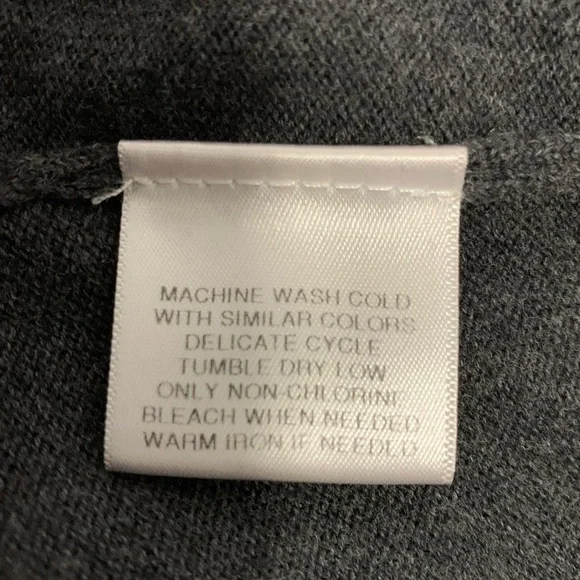 MACHINE WASH COLD
WITH SIMILAR COLORS
DELICATE CYCLE
TUMBLE DRY LOW
ONLY NON-CHLORINE
BLEACH WHEN NEEDED
WARM IRON IF NEEDED